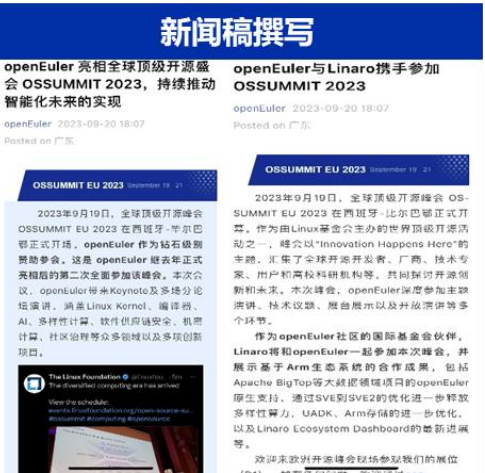 新闻稿撰写
openEuler 亮相全球顶级开源盛
会 OSSUMMIT 2023，持续推动
智能化未来的实现
openEuler 2023-09-20 18:07
Posted on 广东
OSSUMMIT EU 2023 September 19 - 21
2023年9月19日，全球顶级开源峰会
OSSUMMIT EU 2023 在西班牙-毕尔巴
鄂正式开场，openEuler 作为钻石级别
赞助参会。这是 openEuler 继去年正式
亮相后的第二次全面参加该峰会。本次会
议，openEuler带来Keynote及多场分论
坛演讲，涵盖Linux Kernel、编译器、
AI、多样性计算、软件供应链安全、机密
计算、社区治理等众多领域以及多项创新
项目。
The Linux Foundation
The diversified computing era has arrived
View the schedule:
events.linuxfoundation.org/open-source-su...
#ossummit #computing #opensource
openEuler与Linaro携手参加
OSSUMMIT 2023
openEuler 2023-09-20 18:07
Posted on 广东
OSSUMMIT EU 2023 September 19 - 21
2023年9月19日，全球顶级开源峰会 OS-
SUMMIT EU 2023 在西班牙-比尔巴鄂正式开
幕。作为由Linux基金会主办的世界顶级开源活
动之一，峰会以"Innovation Happens Here"的
主题，汇集了全球开源开发者、厂商、技术专
家、用户和高校科研机构等，共同探讨开源创
新和未来。本次峰会，openEuler深度参加主题
演讲、技术议题、展台展示以及开放演讲等多
个环节。
作为openEuler社区的国际基金会伙伴，
Linaro将和openEuler一起参加本次峰会，并
展示基于Arm生态系统的合作成果，包括
Apache BigTop等大数据领域项目的openEuler
原生支持、通过SVE到SVE2的优化进一步释放
多样性算力，UADK、Arm存储的进一步优化，
以及Linaro Ecosystem Dashboard的最新进展
等。
欢迎来欧洲开源峰会现场参观我们的展位